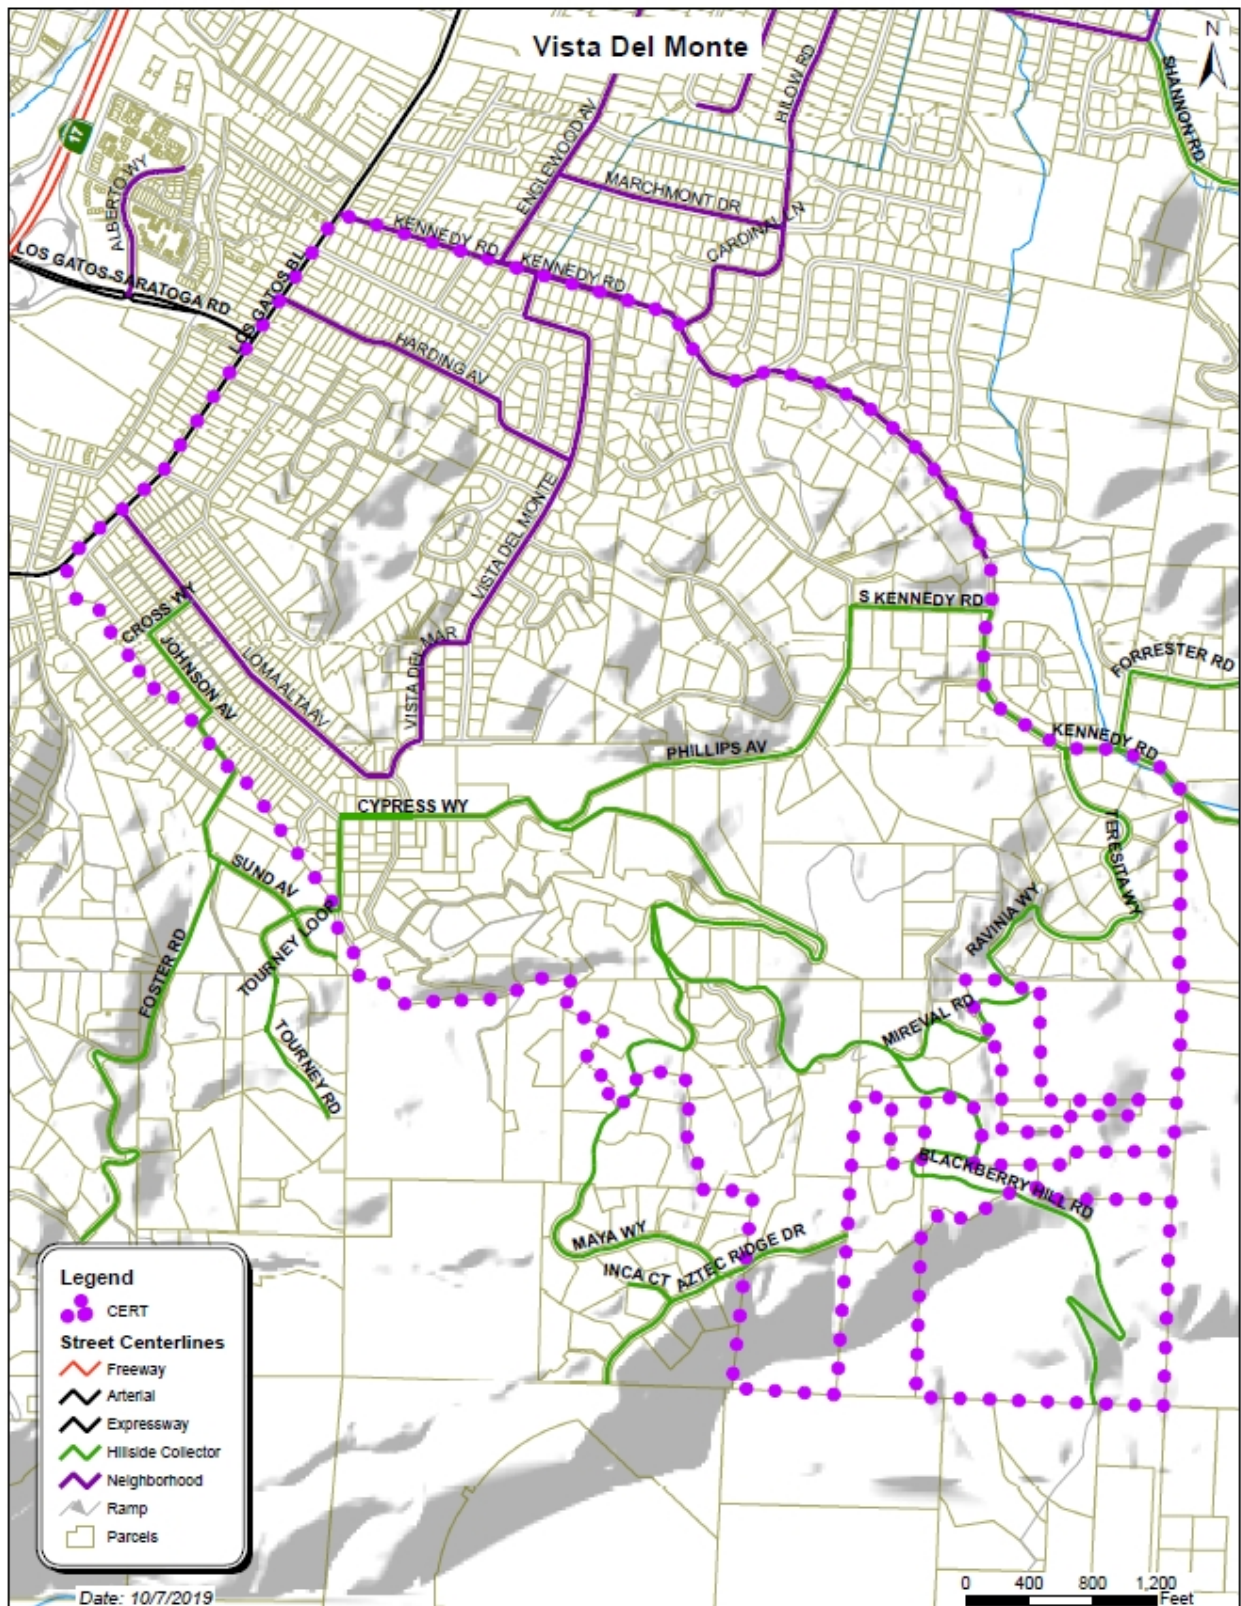 Vista Del Monte
N
17
SHANNON RD
HILOW RD
ENGLEWOOD AV
ALBERTO WY
MARCHMONT DR
CARDINAL LN
KENNEDY RD
KENNEDY RD
LOS GATOS-SARATOGA RD
LOS GATOS BL
HARDING AV
VISTA DEL MONTE
S KENNEDY RD
CROSS WY
JOHNSON AV
LOMA ALTA AV
VISTA DEL MAR
FORRESTER RD
KENNEDY RD
PHILLIPS AV
CYPRESS WY
TERESITA WY
SUND AV
TOURNEY LOOP
RAVINIA WY
FOSTER RD
MIREVAL RD
TOURNEY RD
BLACKBERRY HILL RD
MAYA WY
INCA CT
AZTEC RIDGE DR
Legend
CERT
Street Centerlines
Freeway
Arterial
Expressway
Hillside Collector
Neighborhood
Ramp
Parcels
Date: 10/7/2019
0 400 800 1,200
Feet